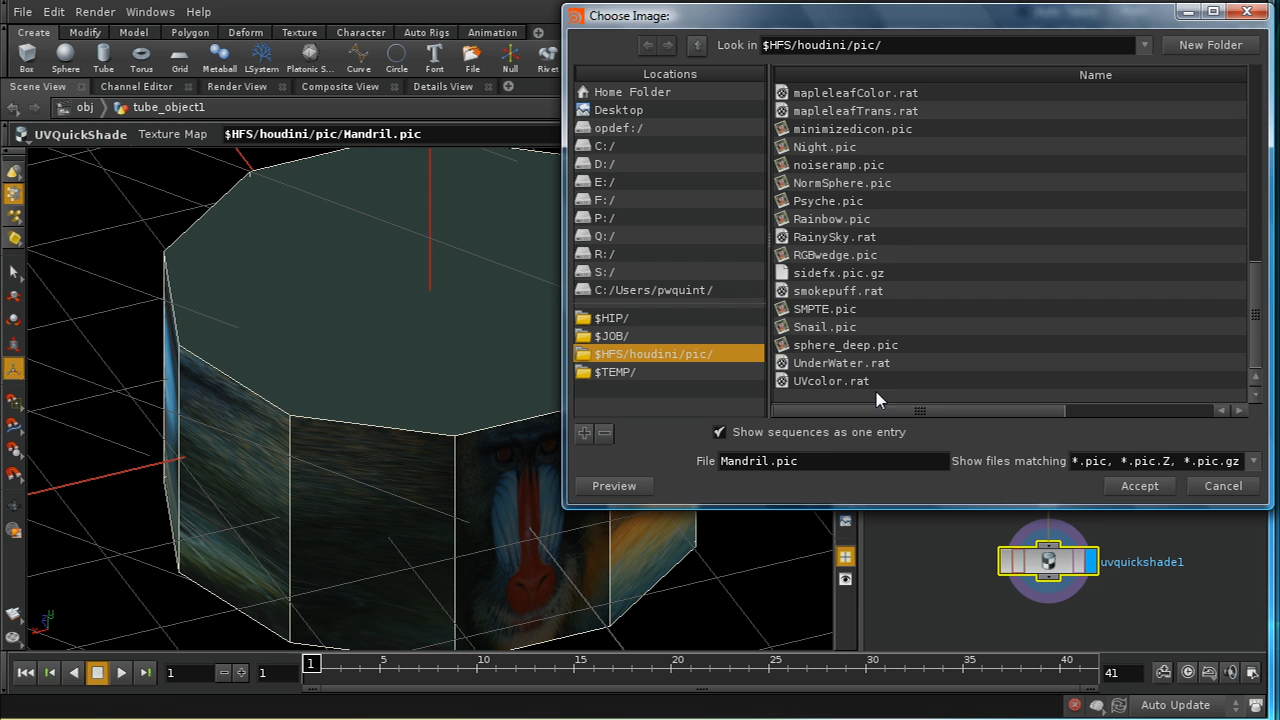 File Edit Render Windows Help
Create Modify Model Polygon Deform Texture Character Auto Rigs Animation
Box Sphere Tube Torus Grid Metaball LSystem Platonic S... Curve Circle Font File Null Rivet
Scene View Channel Editor Render View Composite View Details View
obj tube_object1
UVQuickShade Texture Map $HFS/houdini/pic/Mandril.pic
Choose Image:
Look in $HFS/houdini/pic/ New Folder
Locations
Home Folder
Desktop
opdef:/
C:/
D:/
E:/
F:/
P:/
Q:/
R:/
S:/
C:/Users/pwquint/
$HIP/
$JOB/
$HFS/houdini/pic/
$TEMP/
Name
mapleleafColor.rat
mapleleafTrans.rat
minimizedicon.pic
Night.pic
noiseramp.pic
NormSphere.pic
Psyche.pic
Rainbow.pic
RainySky.rat
RGBwedge.pic
sidefx.pic.gz
smokepuff.rat
SMPTE.pic
Snail.pic
sphere_deep.pic
UnderWater.rat
UVcolor.rat
Show sequences as one entry
File Mandril.pic Show files matching *.pic, *.pic.Z, *.pic.gz
Preview Accept Cancel
uvquickshade1
1 1 1 5 10 15 20 25 30 35 40 41
Auto Update